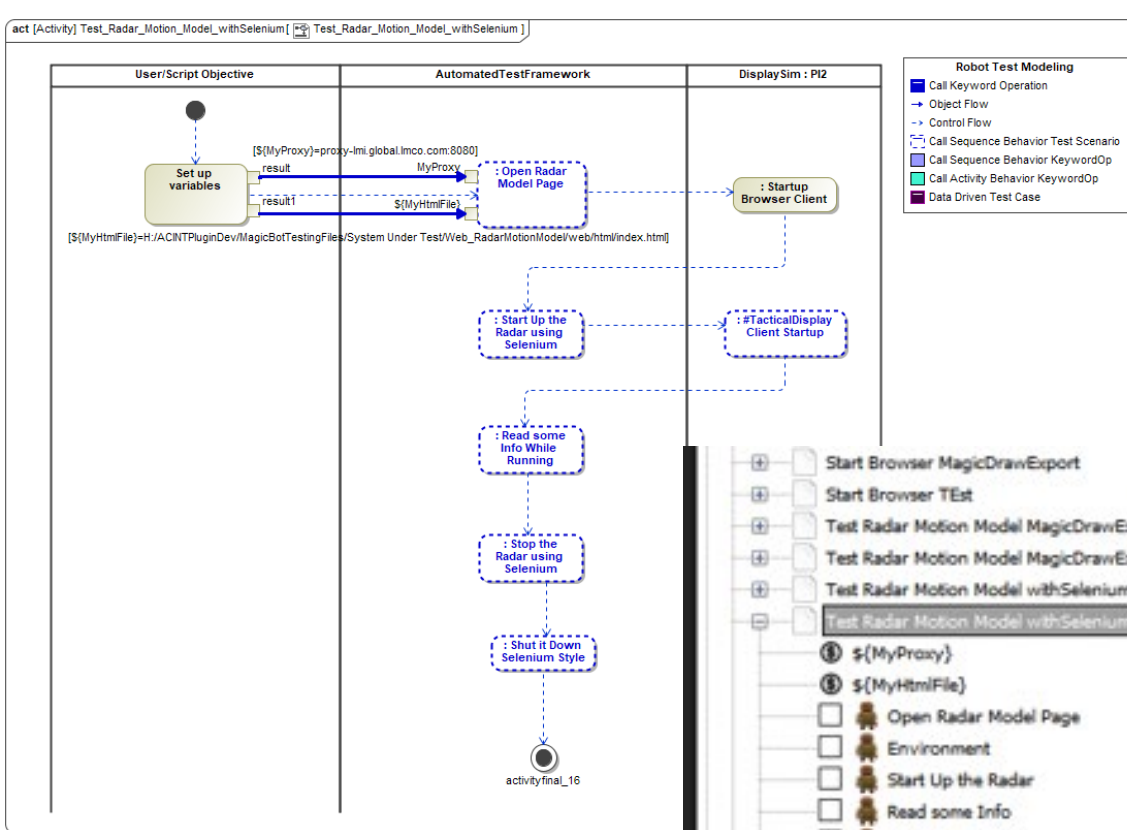 act [Activity] Test_Radar_Motion_Model_withSelenium [ Test_Radar_Motion_Model_withSelenium ]
User/Script Objective
AutomatedTestFramework
DisplaySim : PI2
Robot Test Modeling
Call Keyword Operation
Object Flow
Control Flow
Call Sequence Behavior Test Scenario
Call Sequence Behavior KeywordOp
Call Activity Behavior KeywordOp
Data Driven Test Case
[${MyProxy}=proxy-lmi.global.lmco.com:8080]
Set up
variables
result
MyProxy
result1
${MyHtmlFile}
: Open Radar
Model Page
: Startup
Browser Client
[${MyHtmlFile}=H:/ACINTPluginDev/MagicBotTestingFiles/System Under Test/Web_RadarMotionModel/web/html/index.html]
: Start Up the
Radar using
Selenium
: #TacticalDisplay
Client Startup
: Read some
Info While
Running
: Stop the
Radar using
Selenium
: Shut it Down
Selenium Style
activityfinal_16
Start Browser MagicDrawExport
Start Browser TEst
Test Radar Motion Model MagicDrawEx
Test Radar Motion Model MagicDrawEx
Test Radar Motion Model withSelenium
Test Radar Motion Model withSelenium
${MyProxy}
${MyHtmlFile}
Open Radar Model Page
Environment
Start Up the Radar
Read some Info